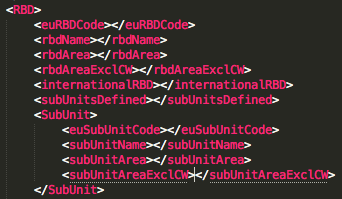 <RBD>
<euRBDCode></euRBDCode>
<rbdName></rbdName>
<rbdArea></rbdArea>
<rbdAreaExclCW></rbdAreaExclCW>
<internationalRBD></internationalRBD>
<subUnitsDefined></subUnitsDefined>
<SubUnit>
<euSubUnitCode></euSubUnitCode>
<subUnitName></subUnitName>
<subUnitArea></subUnitArea>
<subUnitAreaExclCW></subUnitAreaExclCW>
</SubUnit>